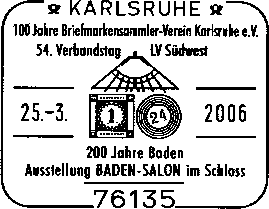 KARLSRUHE
100 Jahre Briefmarkensammler-Verein Karlsruhe e.V.
54. Verbandstag LV Südwest
25.-3. 1 24 2006
200 Jahre Baden
Ausstellung BADEN-SALON im Schloss
76135